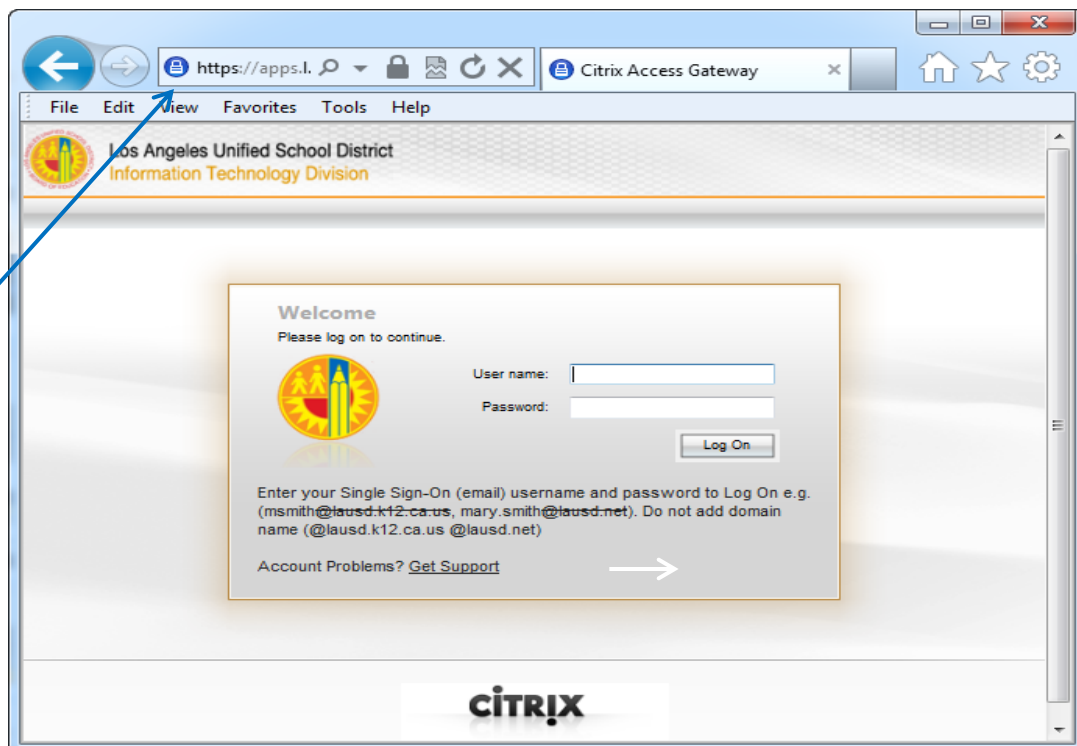 https://apps.l.
Citrix Access Gateway
File Edit View Favorites Tools Help
Los Angeles Unified School District
Information Technology Division
Welcome
Please log on to continue.
User name:
Password:
Log On
Enter your Single Sign-On (email) username and password to Log On e.g.
(msmith@lausd.k12.ca.us, mary.smith@lausd.net). Do not add domain
name (@lausd.k12.ca.us @lausd.net)
Account Problems? Get Support
CİTRIX